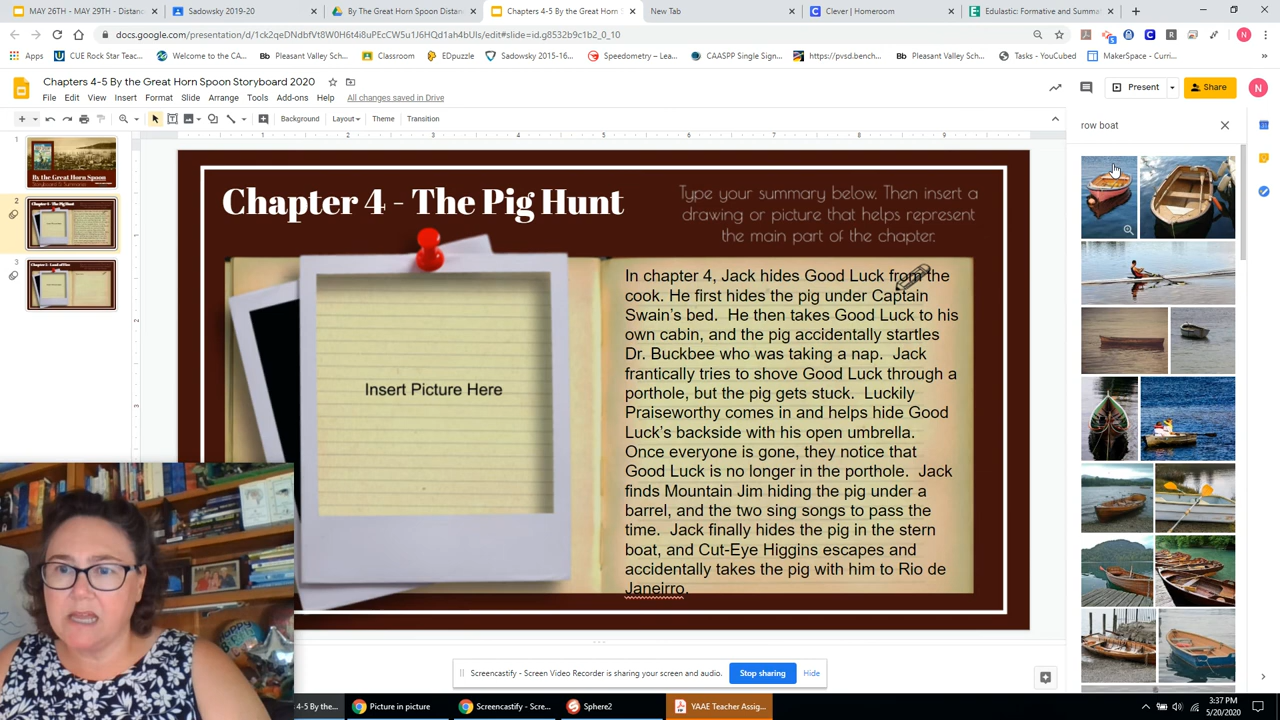 MAY 26TH - MAY 29TH - Distanc
Sadowsky 2019-20
By The Great Horn Spoon Distan
Chapters 4-5 By the Great Horn S
New Tab
Clever | Homeroom
Edulastic: Formative and Summa
docs.google.com/presentation/d/1ck2qeDNdbfVt8W0H6t4i8uPEcCW5u1J6HQd1ah4bUIs/edit#slide=id.g8532b9c1b2_0_10
Apps
CUE Rock Star Teac...
Welcome to the CA...
Pleasant Valley Sch...
Classroom
EDpuzzle
Sadowsky 2015-16...
Speedometry – Lea...
CAASPP Single Sign...
https://pvsd.bench...
Pleasant Valley Sch...
Tasks - YouCubed
MakerSpace - Curri...
Chapters 4-5 By the Great Horn Spoon Storyboard 2020
File Edit View Insert Format Slide Arrange Tools Add-ons Help All changes saved in Drive
Present
Share
N
Background
Layout
Theme
Transition
row boat
By the Great Horn Spoon
Chapter 4 - The Pig Hunt
Type your summary below. Then insert a
drawing or picture that helps represent
the main part of the chapter.
Insert Picture Here
In chapter 4, Jack hides Good Luck from the
cook. He first hides the pig under Captain
Swain's bed. He then takes Good Luck to his
own cabin, and the pig accidentally startles
Dr. Buckbee who was taking a nap. Jack
frantically tries to shove Good Luck through a
porthole, but the pig gets stuck. Luckily
Praiseworthy comes in and helps hide Good
Luck's backside with his open umbrella.
Once everyone is gone, they notice that
Good Luck is no longer in the porthole. Jack
finds Mountain Jim hiding the pig under a
barrel, and the two sing songs to pass the
time. Jack finally hides the pig in the stern
boat, and Cut-Eye Higgins escapes and
accidentally takes the pig with him to Rio de
Janeirro.
Screencastify - Screen Video Recorder is sharing your screen and audio.
Stop sharing
Hide
4-5 By the...
Picture in picture
Screencastify - Scre...
Sphere2
YAAE Teacher Assig...
3:37 PM
5/20/2020